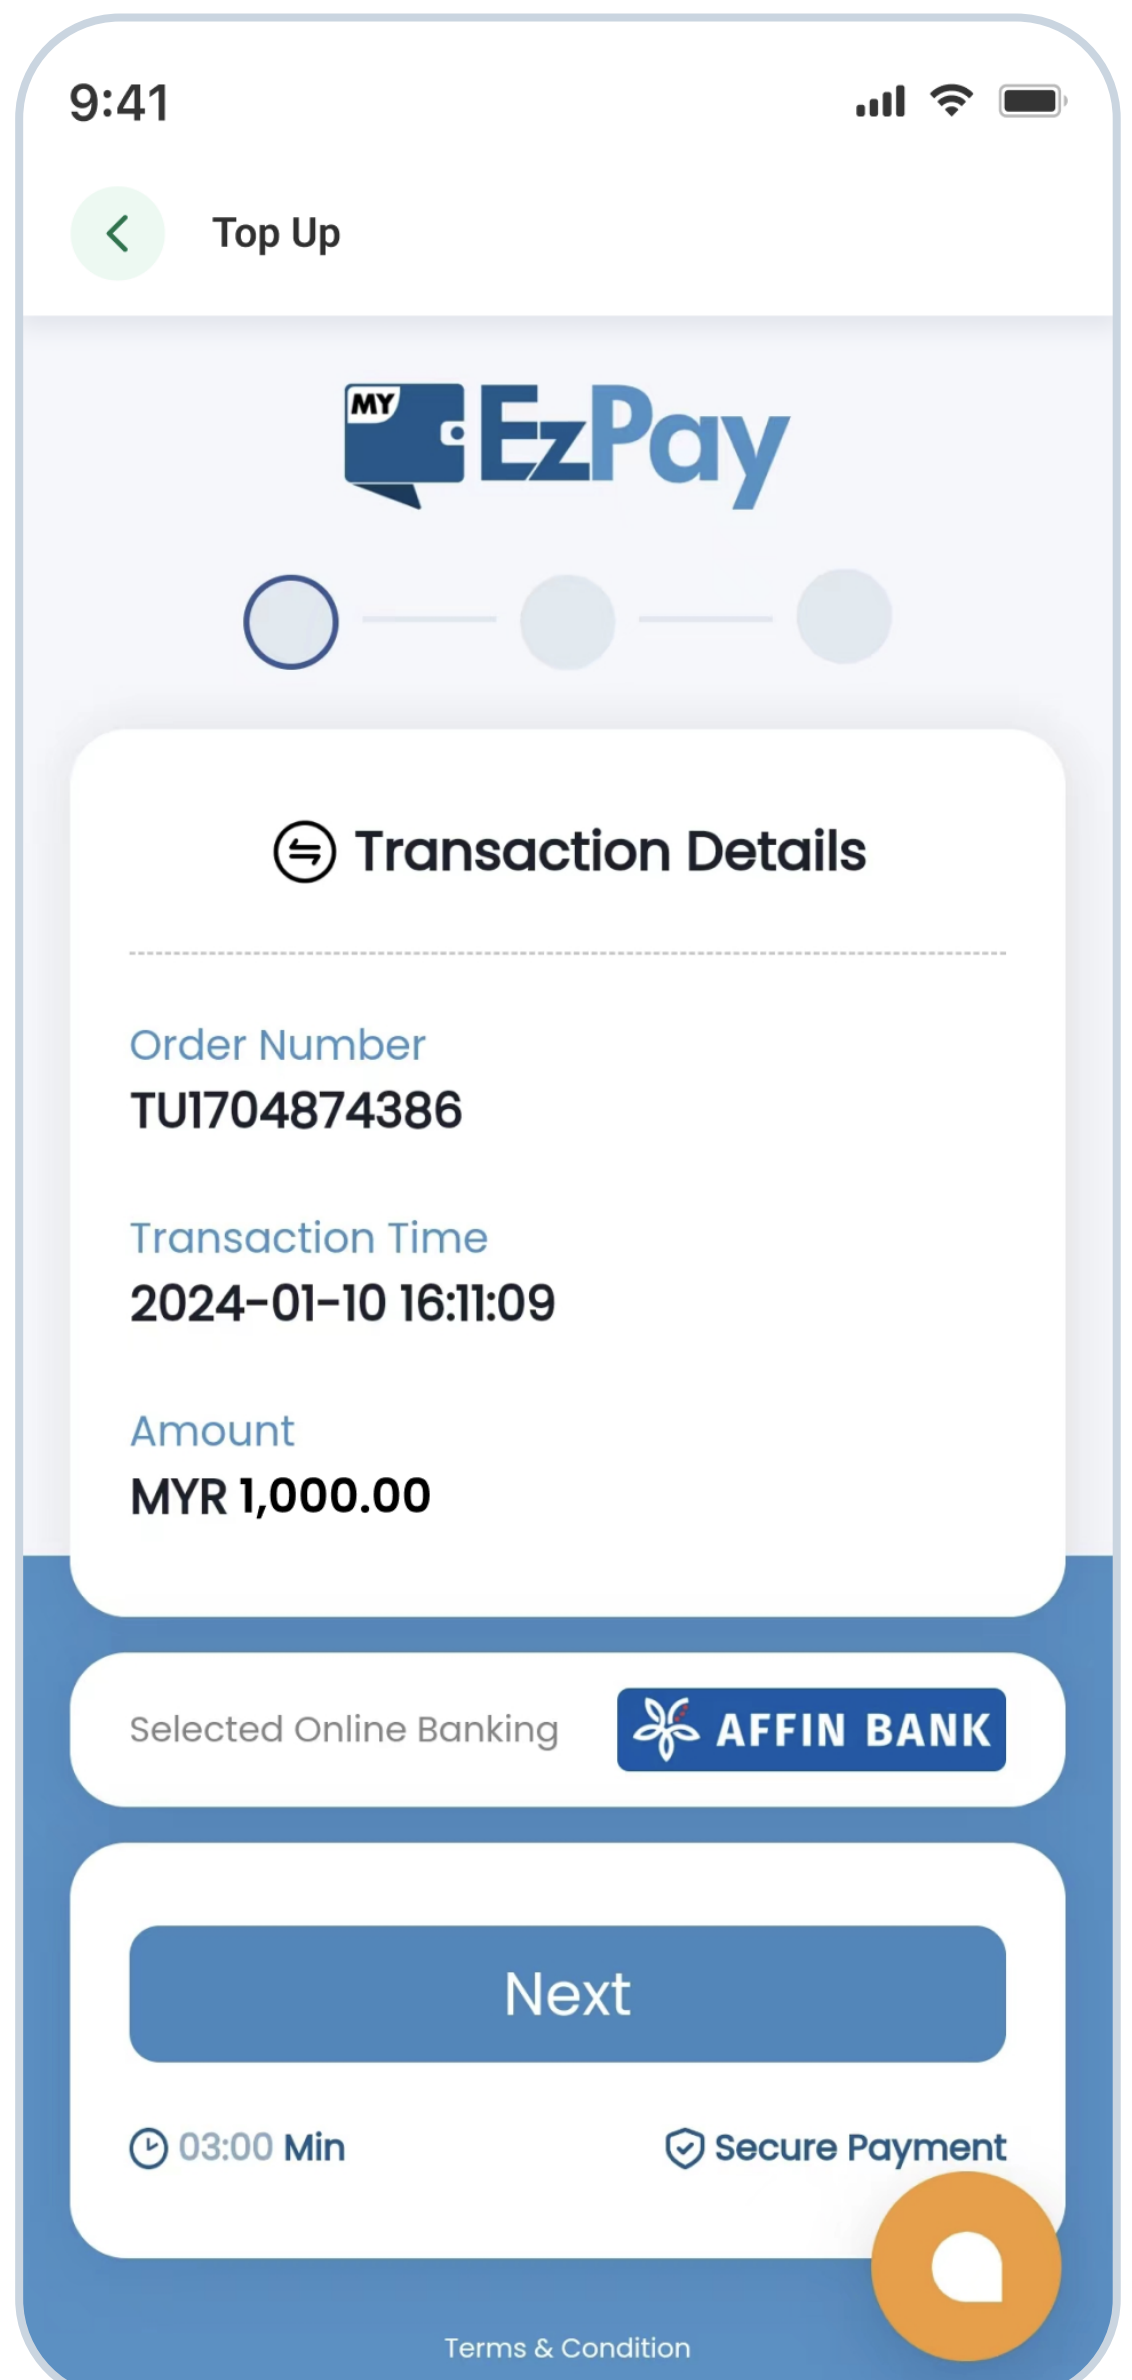 9:41
Top Up
MY EzPay
Transaction Details
Order Number
TU1704874386
Transaction Time
2024-01-10 16:11:09
Amount
MYR 1,000.00
Selected Online Banking AFFIN BANK
Next
03:00 Min Secure Payment
Terms & Condition